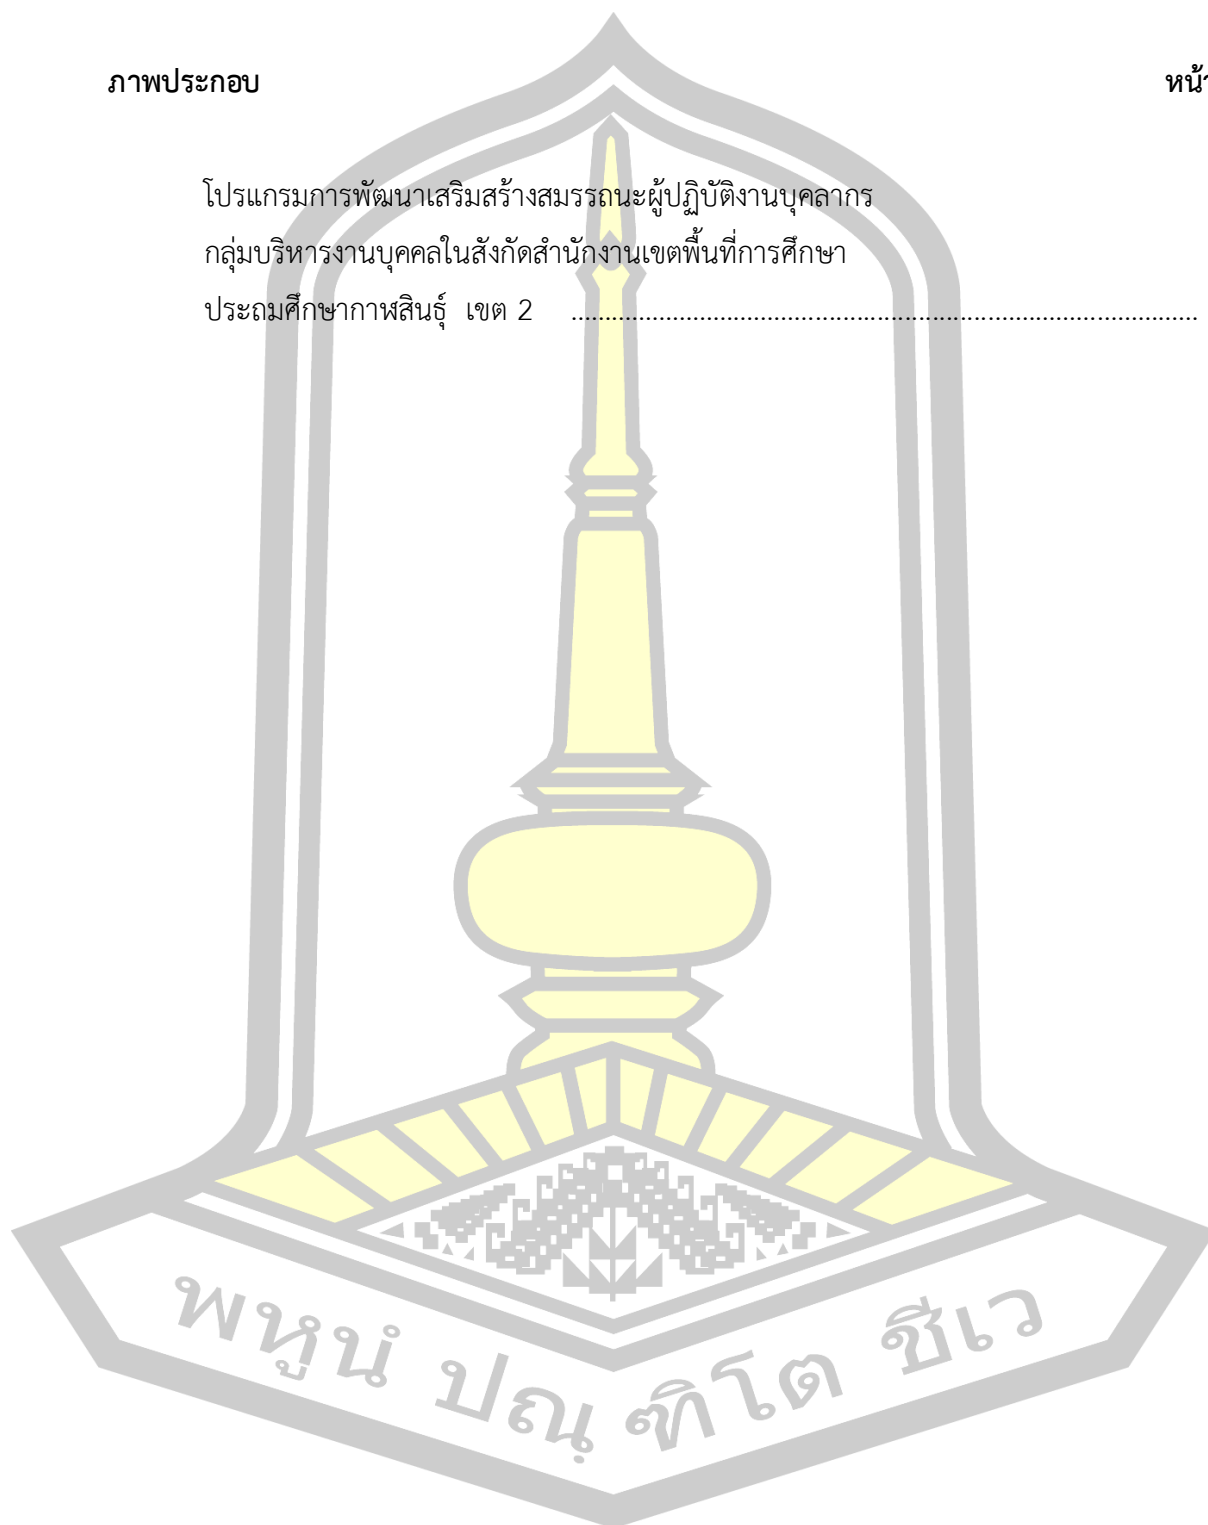 ภาพประกอบ หน้า
โปรแกรมการพัฒนาเสริมสร้างสมรรถนะผู้ปฏิบัติงานบุคลากร
กลุ่มบริหารงานบุคคลในสังกัดสำนักงานเขตพื้นที่การศึกษา
ประถมศึกษากาฬสินธุ์ เขต 2 ............................................................................................
พหูนํ ปณฺฑิโต ชีเว